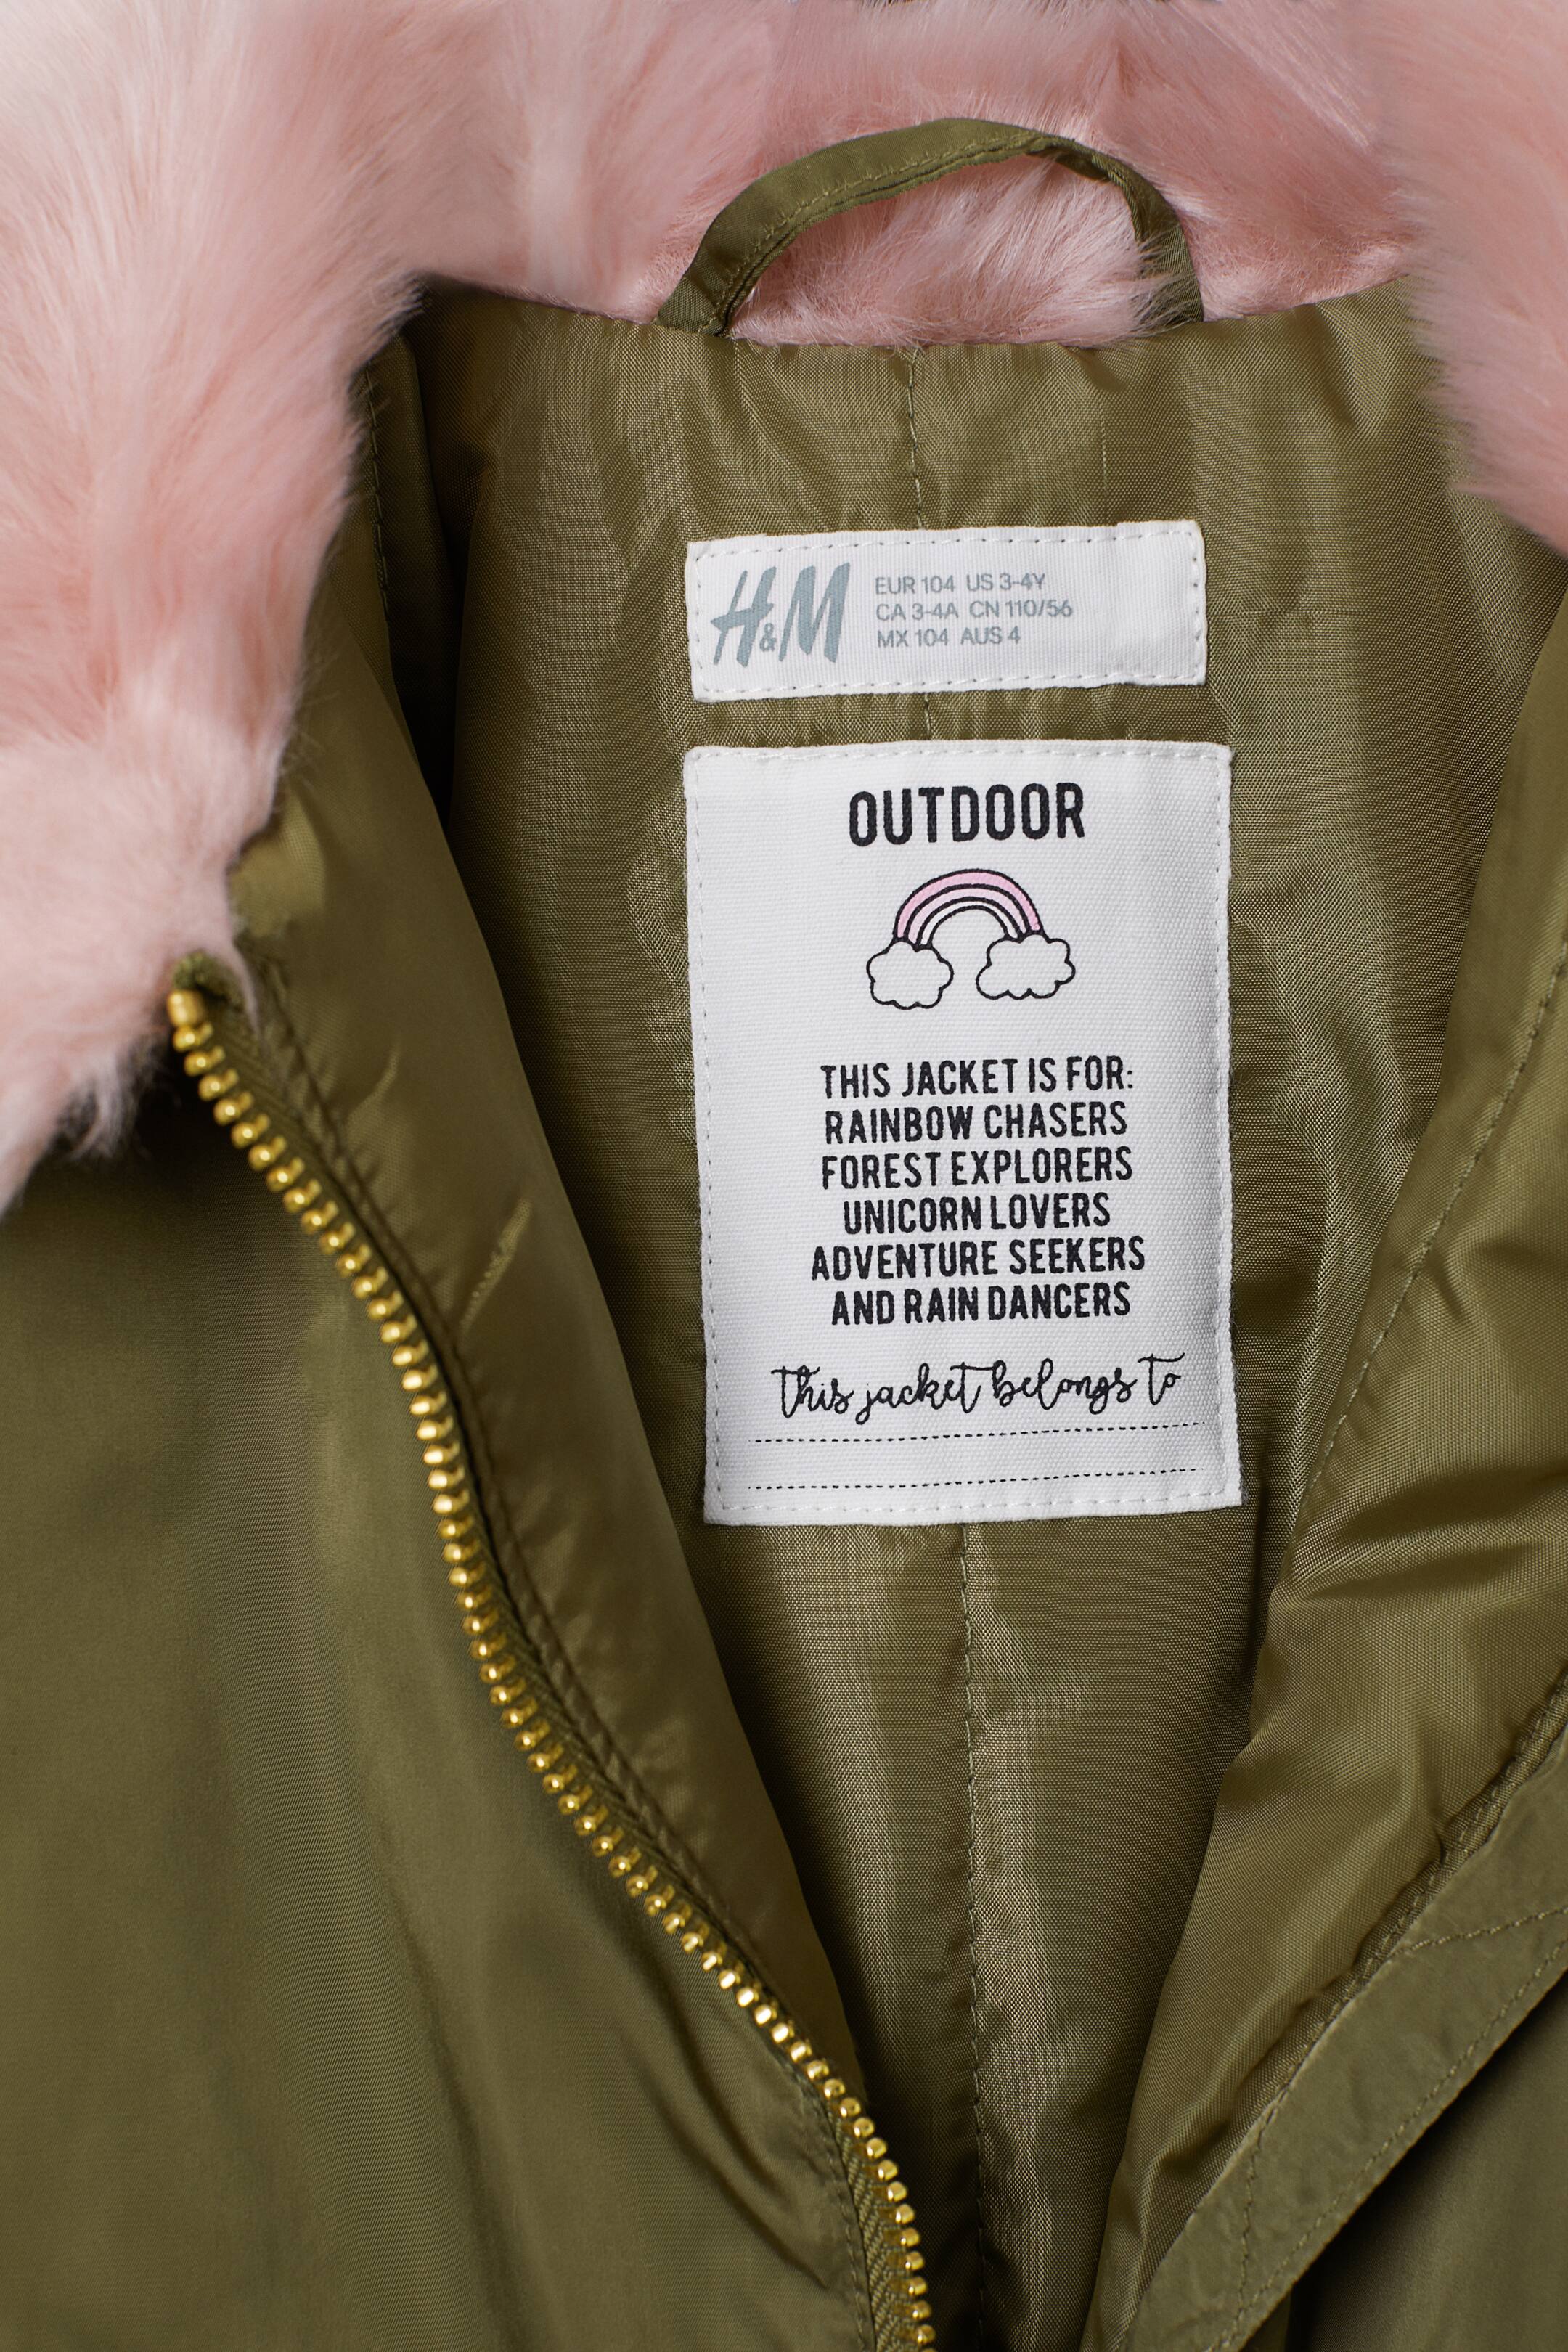 H&M
EUR 104 US 3-4Y
CA 3-4A CN 110/56
MX 104 AUS 4
OUTDOOR
THIS JACKET IS FOR:
RAINBOW CHASERS
FOREST EXPLORERS
UNICORN LOVERS
ADVENTURE SEEKERS
AND RAIN DANCERS
this jacket belongs to